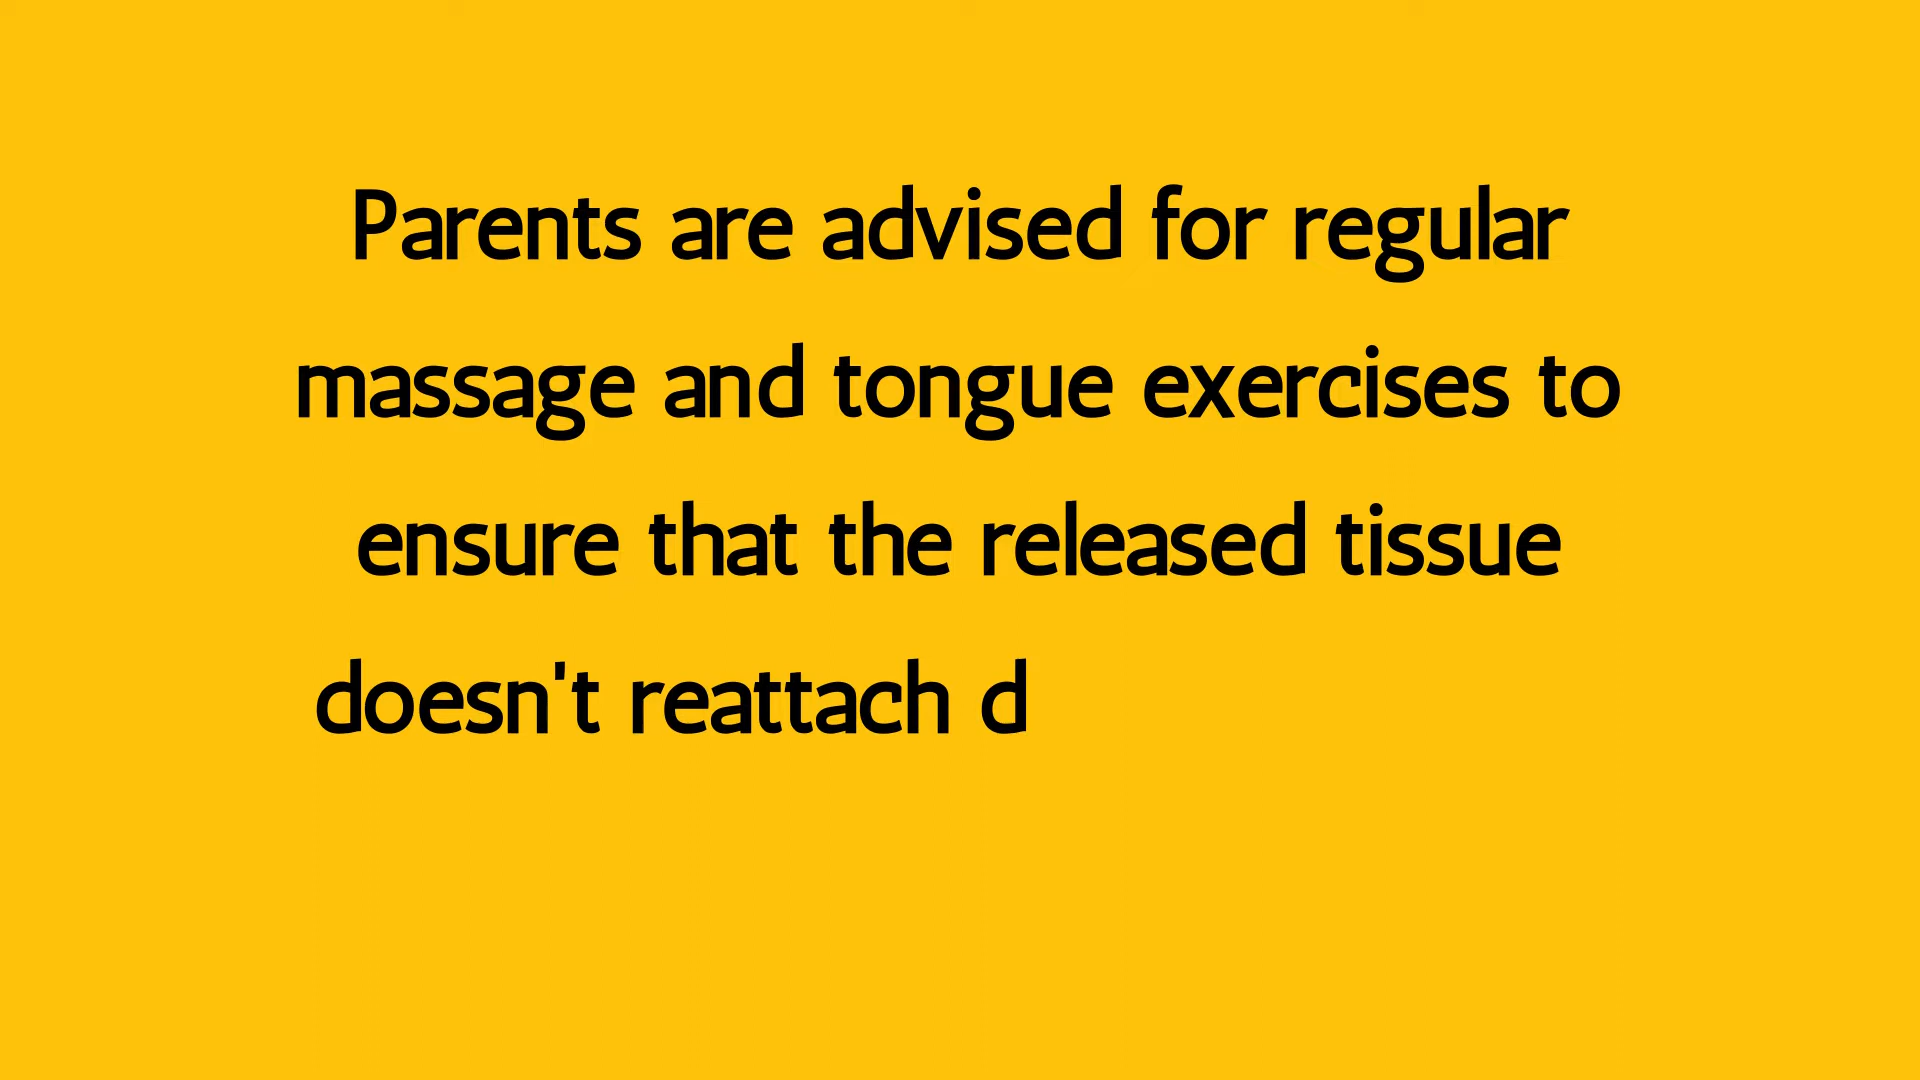 Parents are advised for regular
massage and tongue exercises to
ensure that the released tissue
doesn't reattach d